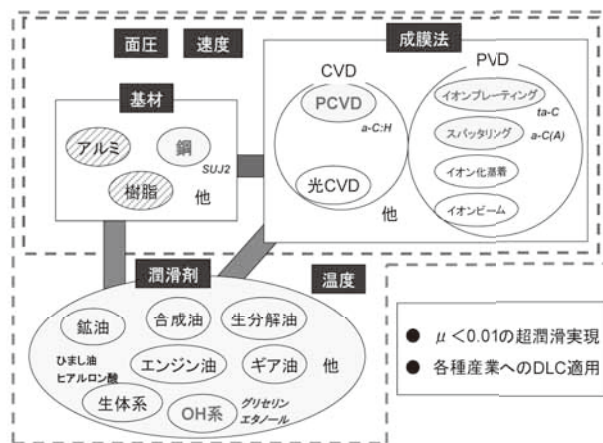 面圧
速度
成膜法
基材
アルミ
鋼
SUJ2
樹脂
他
CVD
PCVD
a-C:H
光CVD
他
PVD
イオンプレーティング
ta-C
スパッタリング
a-C(A)
イオン化蒸着
イオンビーム
潤滑剤
温度
鉱油
合成油
生分解油
ひまし油
ヒアルロン酸
エンジン油
ギア油
他
生体系
OH系
グリセリン
エタノール
● μ<0.01の超潤滑実現
● 各種産業へのDLC適用